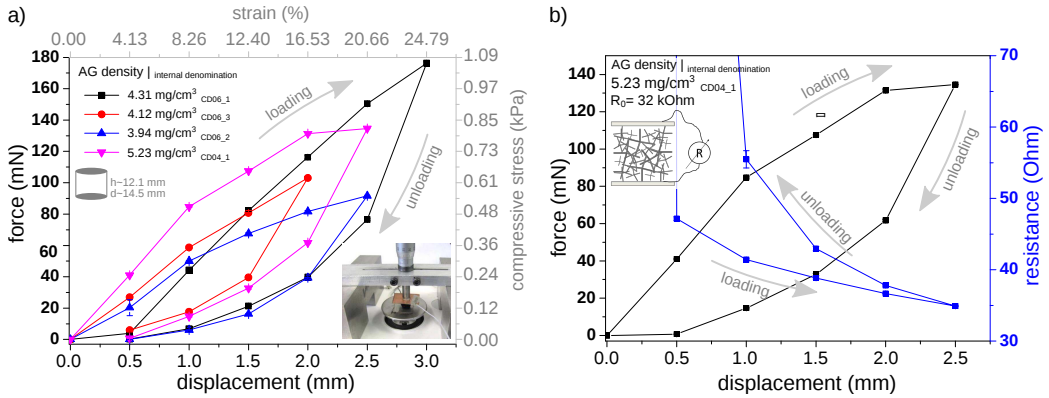 a)
strain (%)
0.00 4.13 8.26 12.40 16.53 20.66 24.79
180
160
140
120
100
80
60
40
20
0
force (mN)
AG density | internal denomination
4.31 mg/cm³ CD06_1
4.12 mg/cm³ CD06_3
3.94 mg/cm³ CD06_2
5.23 mg/cm³ CD04_1
h~12.1 mm
d~14.5 mm
loading
unloading
1.09
0.97
0.85
0.73
0.61
0.48
0.36
0.24
0.12
0.00
compressive stress (kPa)
0.0 0.5 1.0 1.5 2.0 2.5 3.0
displacement (mm)
b)
140
120
100
80
60
40
20
0
force (mN)
AG density | internal denomination
5.23 mg/cm³ CD04_1
R₀= 32 kOhm
R
loading
unloading
unloading
loading
70
60
50
40
30
resistance (Ohm)
0.0 0.5 1.0 1.5 2.0 2.5
displacement (mm)